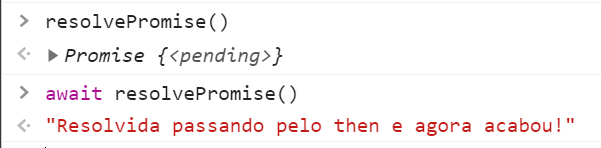 > resolvePromise()
<· ▶ Promise {<pending>}
> await resolvePromise()
<· "Resolvida passando pelo then e agora acabou!"